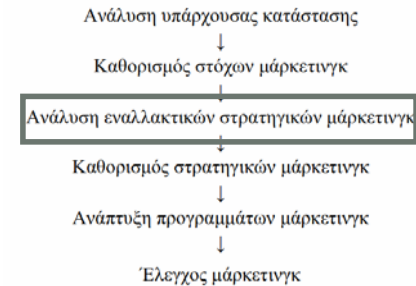 Ανάλυση υπάρχουσας κατάστασης
↓
Καθορισμός στόχων μάρκετινγκ
↓
Ανάλυση εναλλακτικών στρατηγικών μάρκετινγκ
↓
Καθορισμός στρατηγικών μάρκετινγκ
↓
Ανάπτυξη προγραμμάτων μάρκετινγκ
↓
Έλεγχος μάρκετινγκ